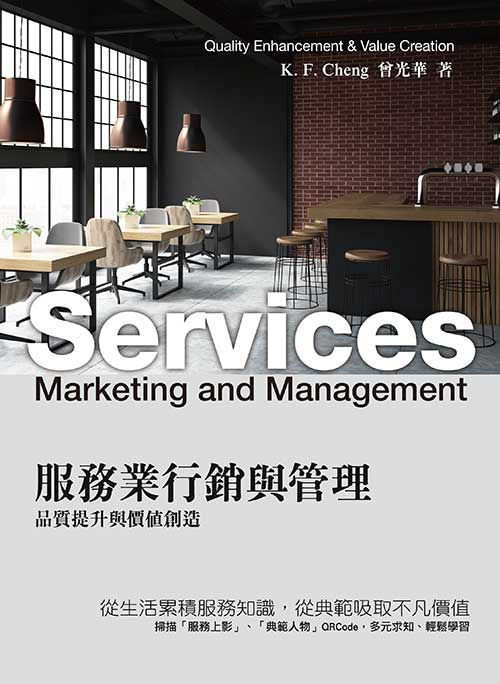 Quality Enhancement & Value Creation
K. F. Cheng 曾光華 著
Services
Marketing and Management
服務業行銷與管理
品質提升與價值創造
從生活累積服務知識，從典範吸取不凡價值
掃描「服務上影」、「典範人物」QRCode，多元求知、輕鬆學習